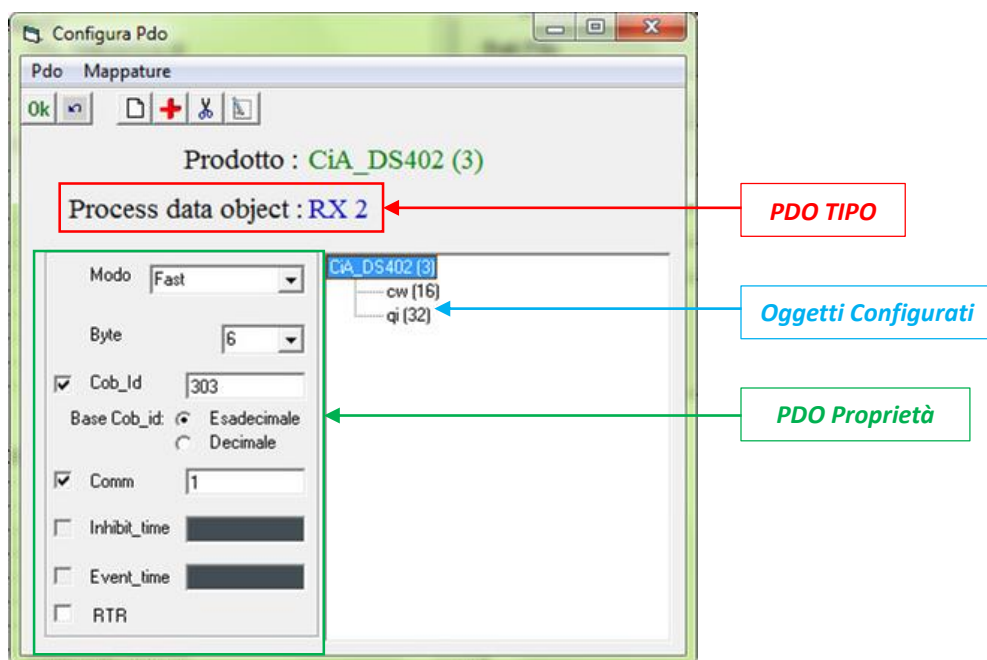 Configura Pdo
Pdo Mappature
Ok
Prodotto : CiA_DS402 (3)
Process data object : RX 2
PDO TIPO
Modo Fast
Byte 6
Cob_Id 303
Base Cob_id: Esadecimale
Decimale
Comm 1
Inhibit_time
Event_time
RTR
CiA_DS402 (3)
cw (16)
qi (32)
Oggetti Configurati
PDO Proprietà